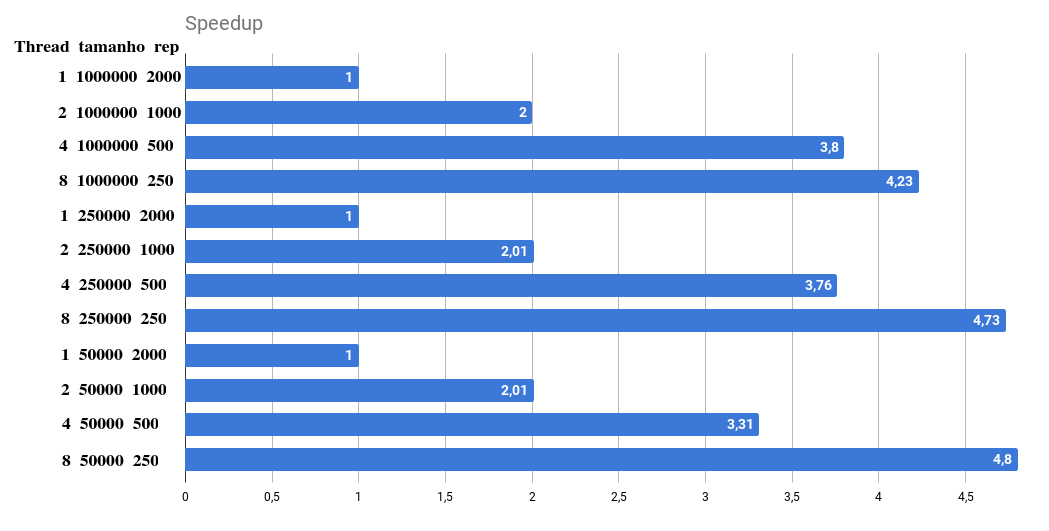 Speedup
Thread tamanho rep
1 1000000 2000 1
2 1000000 1000 2
4 1000000 500 3,8
8 1000000 250 4,23
1 250000 2000 1
2 250000 1000 2,01
4 250000 500 3,76
8 250000 250 4,73
1 50000 2000 1
2 50000 1000 2,01
4 50000 500 3,31
8 50000 250 4,8
0 0,5 1 1,5 2 2,5 3 3,5 4 4,5